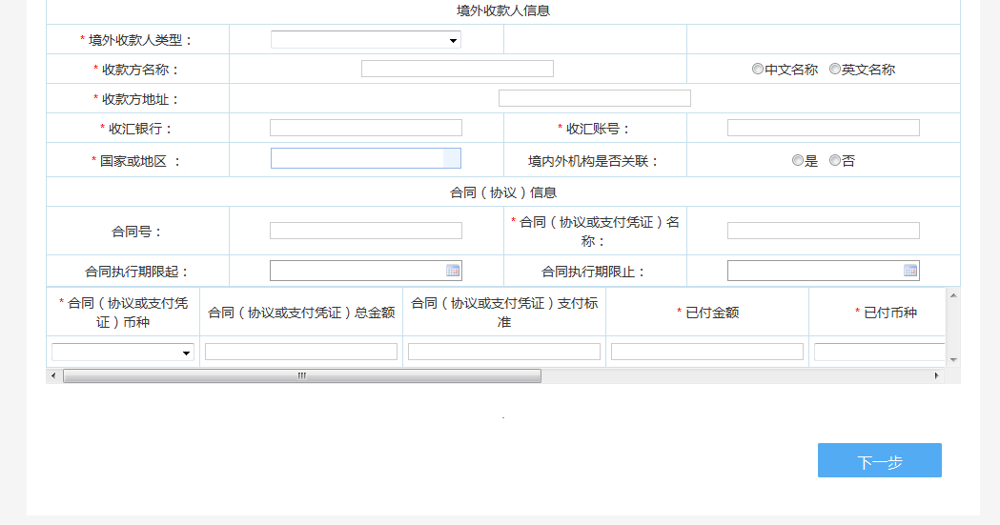 境外收款人信息
* 境外收款人类型：
* 收款方名称： 中文名称 英文名称
* 收款方地址：
* 收汇银行： * 收汇账号：
* 国家或地区 ： 境内外机构是否关联： 是 否
合同（协议）信息
合同号： * 合同（协议或支付凭证）名
称：
合同执行期限起： 合同执行期限止：
* 合同（协议或支付凭
证）币种
合同（协议或支付凭证）总金额
合同（协议或支付凭证）支付标
准
* 已付金额
* 已付币种
下一步